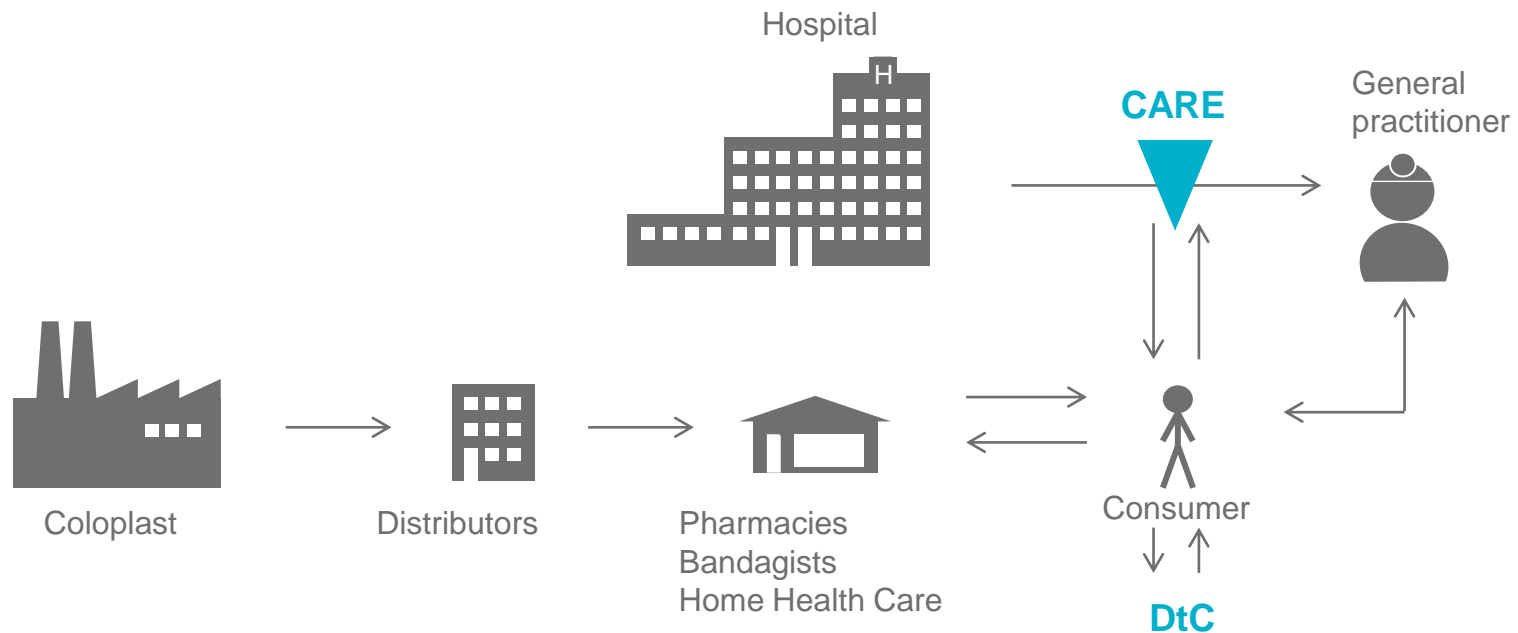 Hospital
H
CARE
General
practitioner
Coloplast
Distributors
Pharmacies
Bandagists
Home Health Care
Consumer
DtC